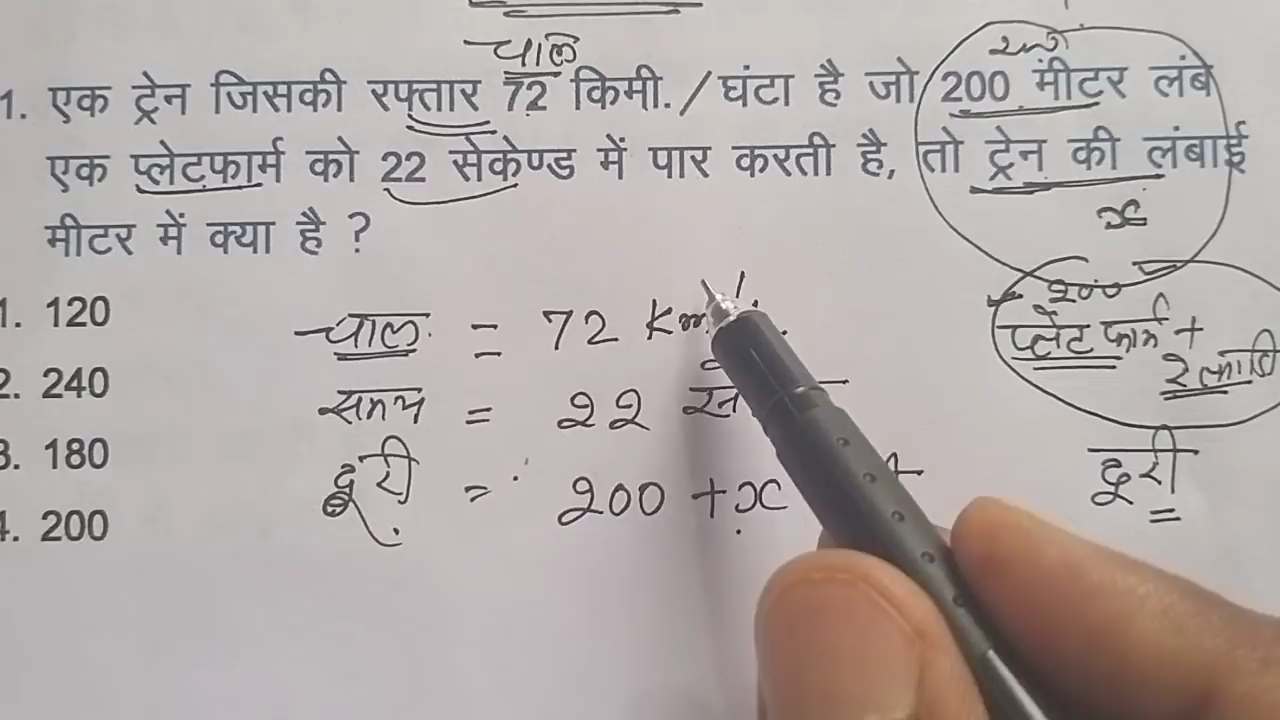 चाल
1. एक ट्रेन जिसकी रफ्तार 72 किमी./घंटा है जो 200 मीटर लंबे
एक प्लेटफार्म को 22 सेकेण्ड में पार करती है, तो ट्रेन की लंबाई
x
मीटर में क्या है ?
1. 120
2. 240
3. 180
4. 200
चाल = 72 Km
समय = 22
दूरी = 200 + x
२००
प्लेट फार्म +
दूरी